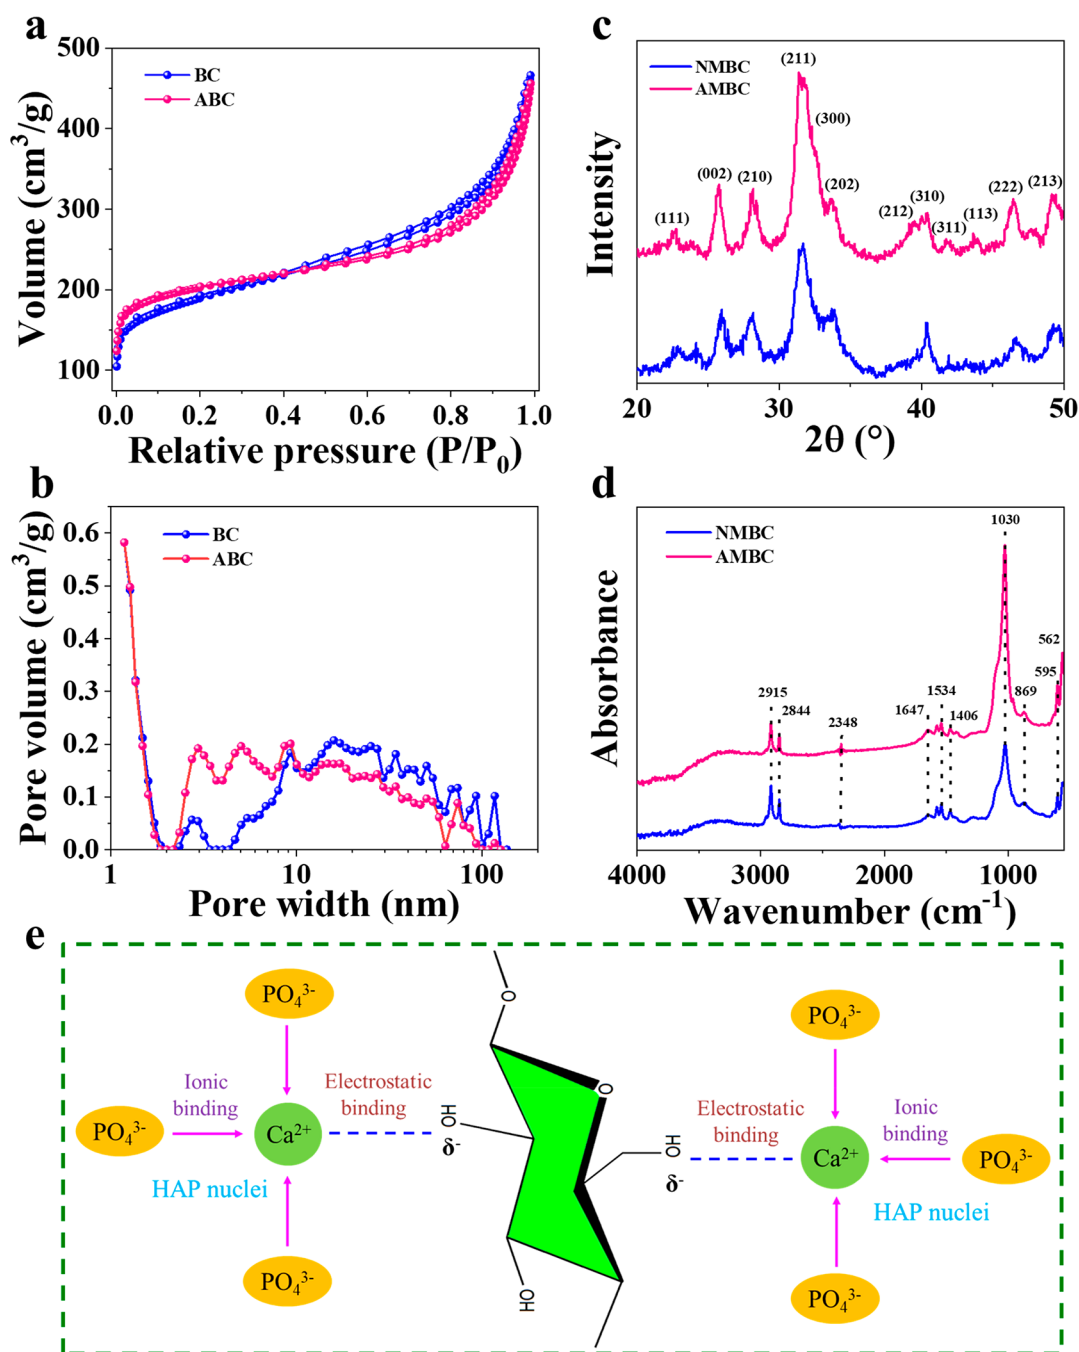 a
500
400
300
200
100
Volume (cm³/g)
BC
ABC
0.0
0.2
0.4
0.6
0.8
1.0
Relative pressure (P/P₀)
b
0.6
0.5
0.4
0.3
0.2
0.1
0.0
Pore volume (cm³/g)
BC
ABC
1
10
100
Pore width (nm)
c
Intensity
NMBC
AMBC
(111)
(002)
(210)
(211)
(300)
(202)
(212)
(310)
(311)
(113)
(222)
(213)
20
30
40
50
2θ (°)
d
Absorbance
NMBC
AMBC
2915
2844
2348
1647
1534
1406
1030
869
595
562
4000
3000
2000
1000
Wavenumber (cm⁻¹)
e
PO₄³⁻
PO₄³⁻
Ionic
binding
Ca²⁺
Electrostatic
binding
HAP nuclei
PO₄³⁻
O
O
HO
δ⁻
HO
OH
δ⁻
Electrostatic
binding
PO₄³⁻
Ca²⁺
Ionic
binding
PO₄³⁻
HAP nuclei
PO₄³⁻